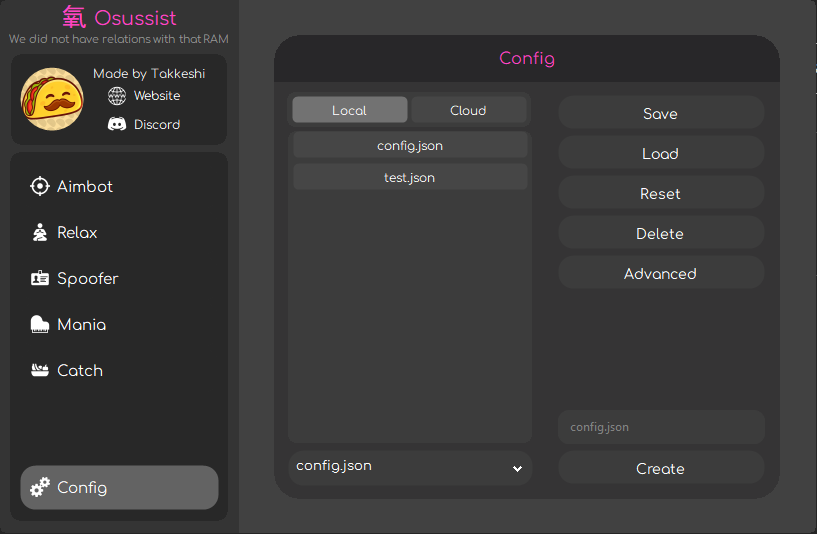 氧 Osussist
We did not have relations with that RAM
Made by Takkeshi
Website
Discord
Aimbot
Relax
Spoofer
Mania
Catch
Config
Config
Local
Cloud
config.json
test.json
config.json
Save
Load
Reset
Delete
Advanced
config.json
Create